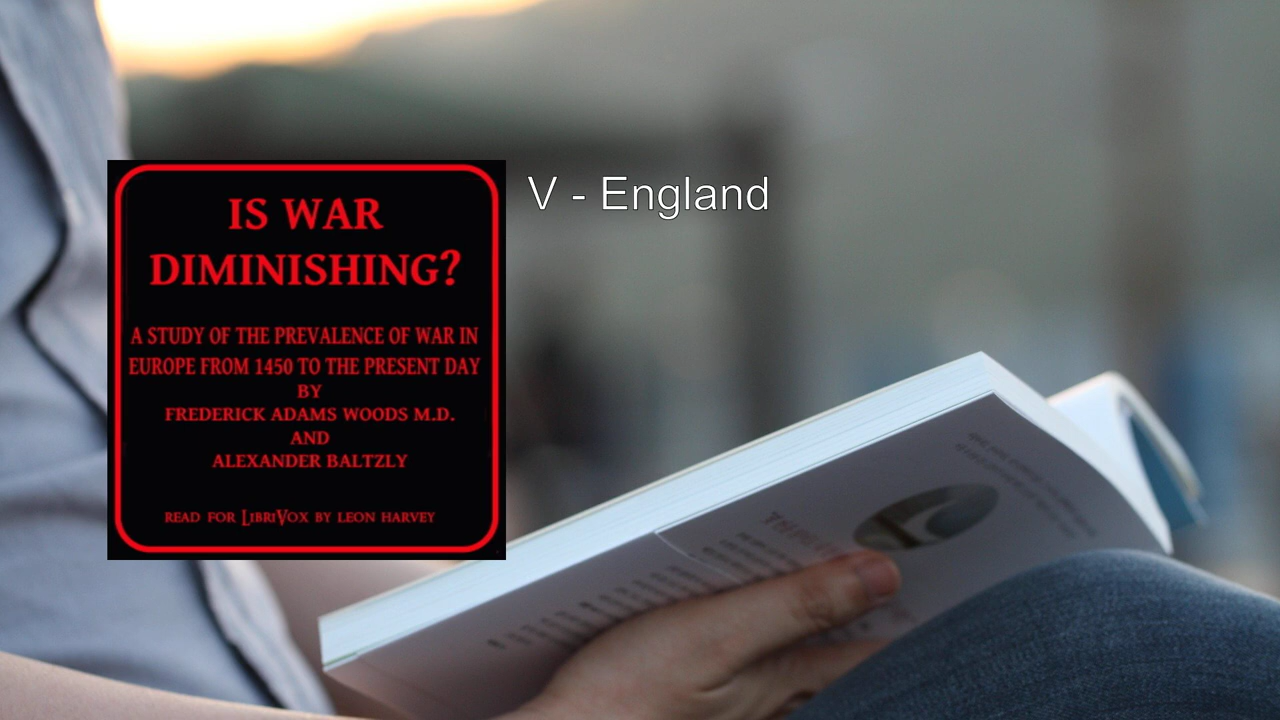 IS WAR
DIMINISHING?
A STUDY OF THE PREVALENCE OF WAR IN
EUROPE FROM 1450 TO THE PRESENT DAY
BY
FREDERICK ADAMS WOODS M.D.
AND
ALEXANDER BALTZLY
READ FOR LIBRIVOX BY LEON HARVEY
V - England